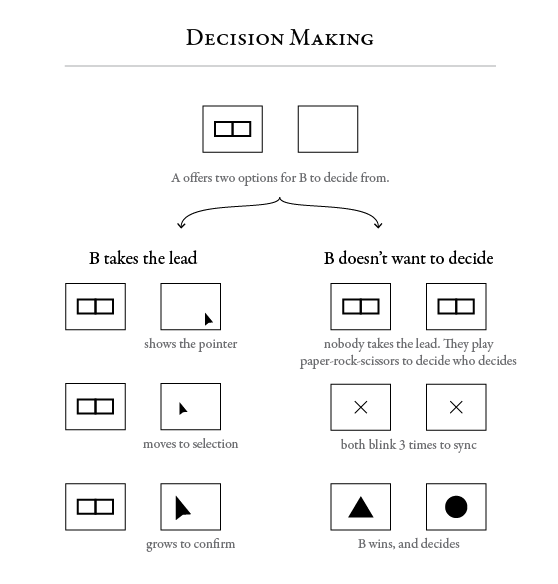 Decision Making
A offers two options for B to decide from.
B takes the lead
B doesn't want to decide
shows the pointer
nobody takes the lead. They play
paper-rock-scissors to decide who decides
moves to selection
both blink 3 times to sync
grows to confirm
B wins, and decides